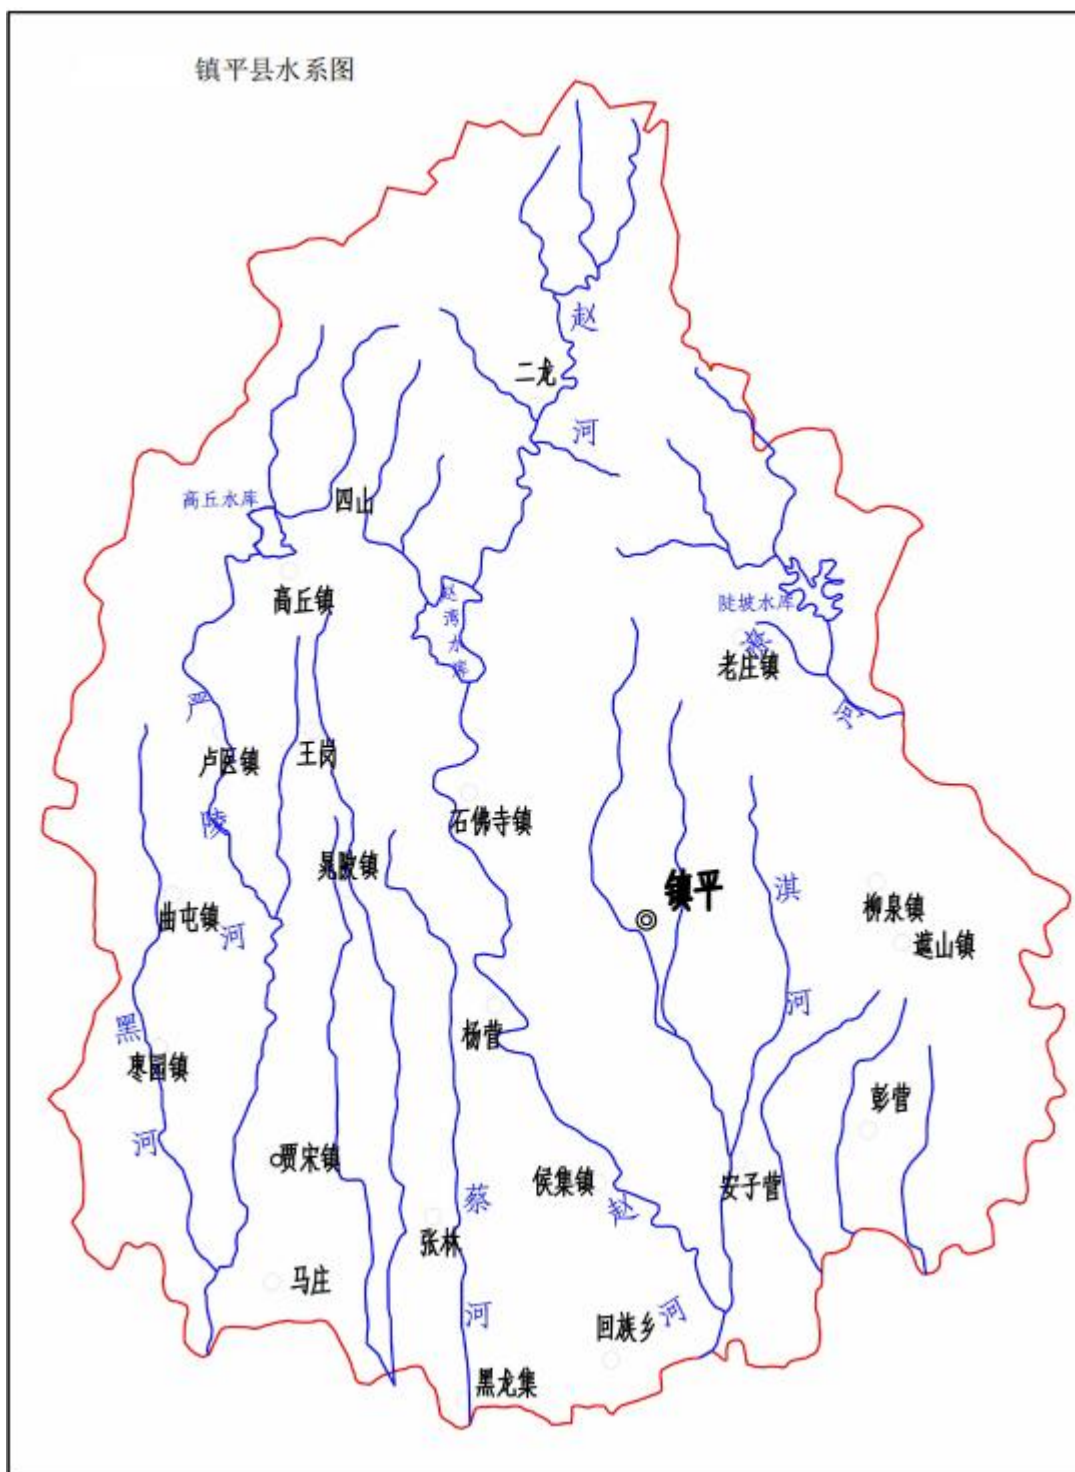 镇平县水系图
赵
二龙
河
高丘水库
四山
高丘镇
赵
湾
水
库
陡坡水库
老庄镇
河
严
卢医镇
王岗
陵
石佛寺镇
晁陂镇
镇平
淇
柳泉镇
曲屯镇
河
遮山镇
河
黑
杨营
枣园镇
彭营
河
贾宋镇
侯集镇
安子营
蔡
赵
张林
马庄
河
河
回族乡
黑龙集